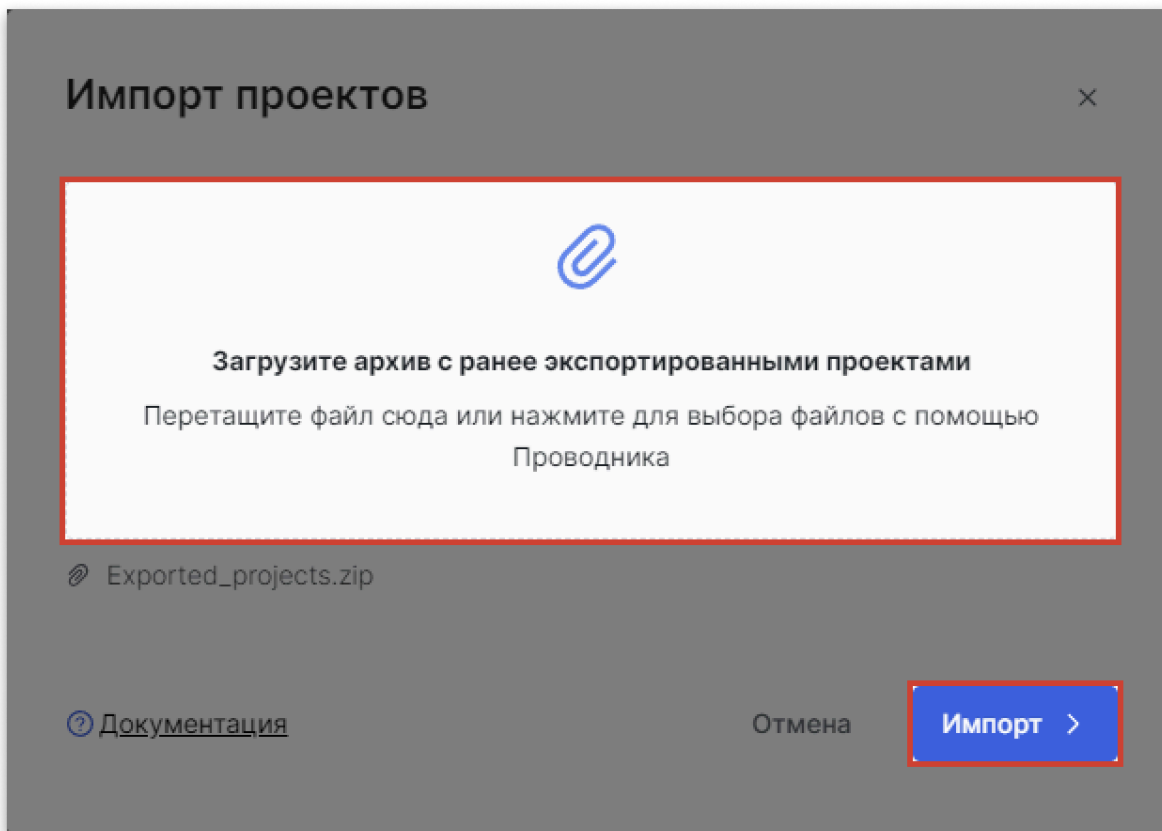 Импорт проектов
Загрузите архив с ранее экспортированными проектами
Перетащите файл сюда или нажмите для выбора файлов с помощью
Проводника
Exported_projects.zip
Документация
Отмена
Импорт